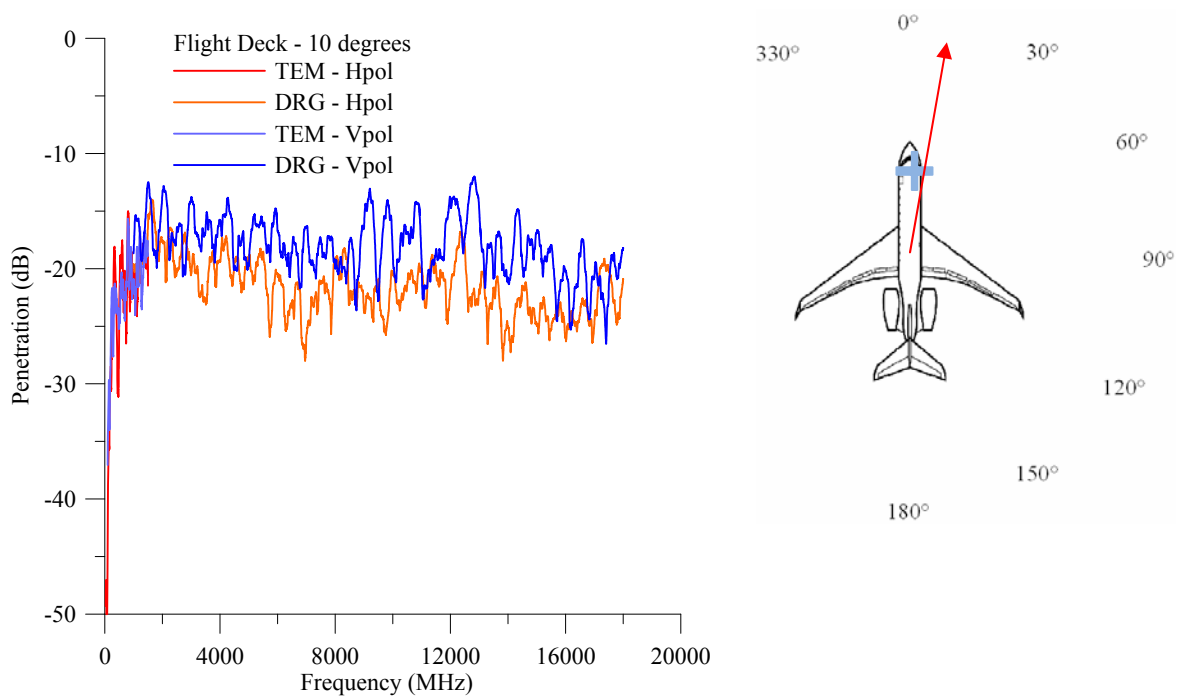 Flight Deck - 10 degrees
TEM - Hpol
DRG - Hpol
TEM - Vpol
DRG - Vpol
0
-10
-20
-30
-40
-50
Penetration (dB)
0 4000 8000 12000 16000 20000
Frequency (MHz)
0°
330° 30°
60°
90°
120°
150°
180°